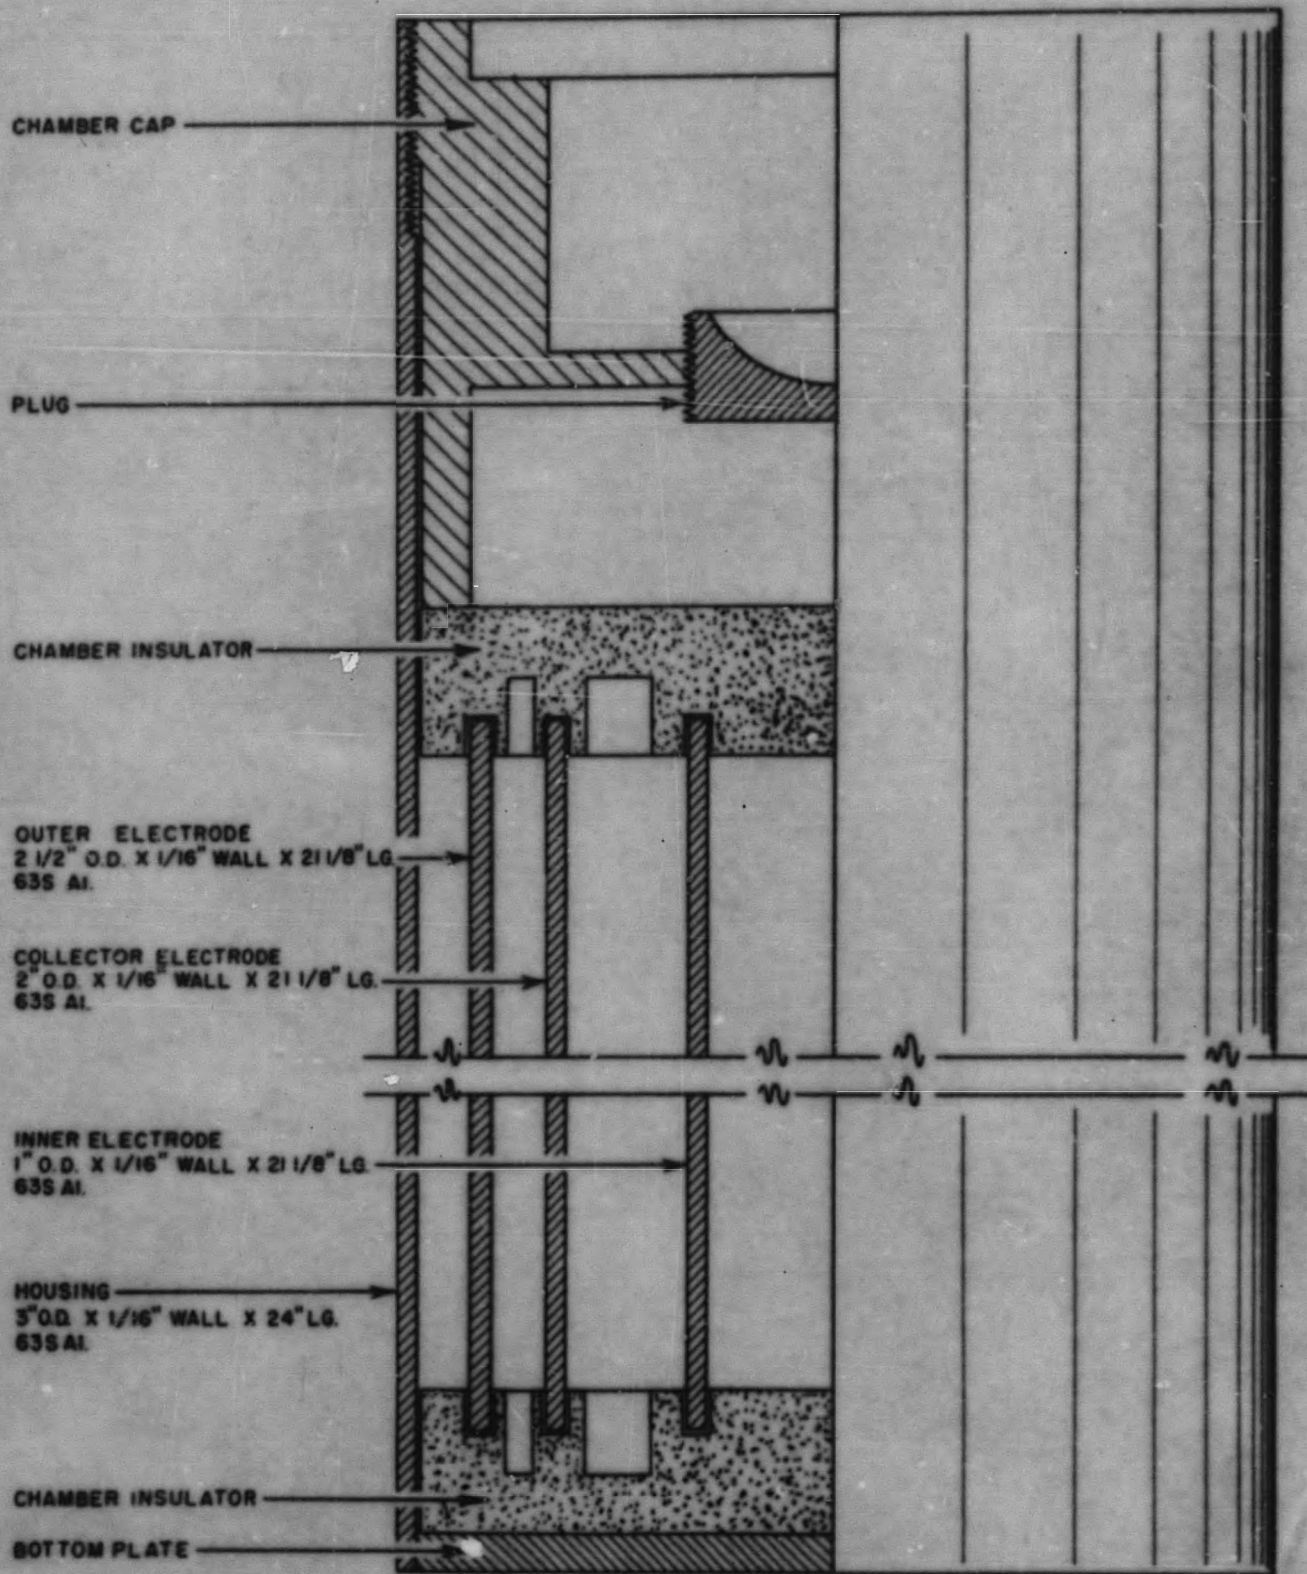 CHAMBER CAP
PLUG
CHAMBER INSULATOR
OUTER ELECTRODE
2 1/2" O.D. X 1/16" WALL X 21 1/8" LG.
63S Al.
COLLECTOR ELECTRODE
2" O.D. X 1/16" WALL X 21 1/8" LG.
63S Al.
INNER ELECTRODE
1" O.D. X 1/16" WALL X 21 1/8" LG.
63S Al.
HOUSING
3" O.D. X 1/16" WALL X 24" LG.
63S Al.
CHAMBER INSULATOR
BOTTOM PLATE